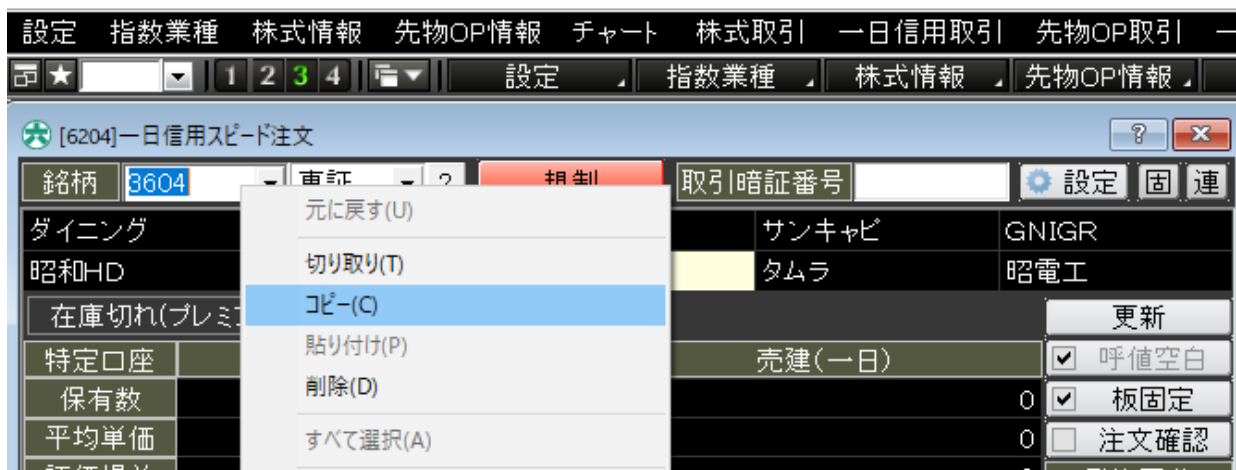 設定 指数業種 株式情報 先物OP情報 チャート 株式取引 一日信用取引 先物OP取引
1 2 3 4 設定 指数業種 株式情報 先物OP情報
[6204]一日信用スピード注文 ?
銘柄 3604 東証 ? 規制 取引暗証番号 設定 固 連
元に戻す(U)
ダイニング サンキャピ GNIGR
切り取り(T)
昭和HD タムラ 昭電工
コピー(C)
在庫切れ(プレミ 更新
貼り付け(P)
特定口座 売建(一日) 呼値空白
削除(D)
保有数 0 板固定
平均単価 0 注文確認
すべて選択(A)